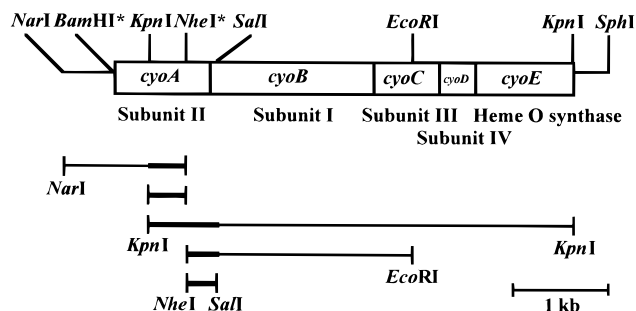 NarI BamHI* KpnI NheI* SalI EcoRI KpnI SphI
cyoA cyoB cyoC cyoD cyoE
Subunit II Subunit I Subunit III Heme O synthase
Subunit IV
NarI
KpnI KpnI
EcoRI
NheI SalI 1 kb